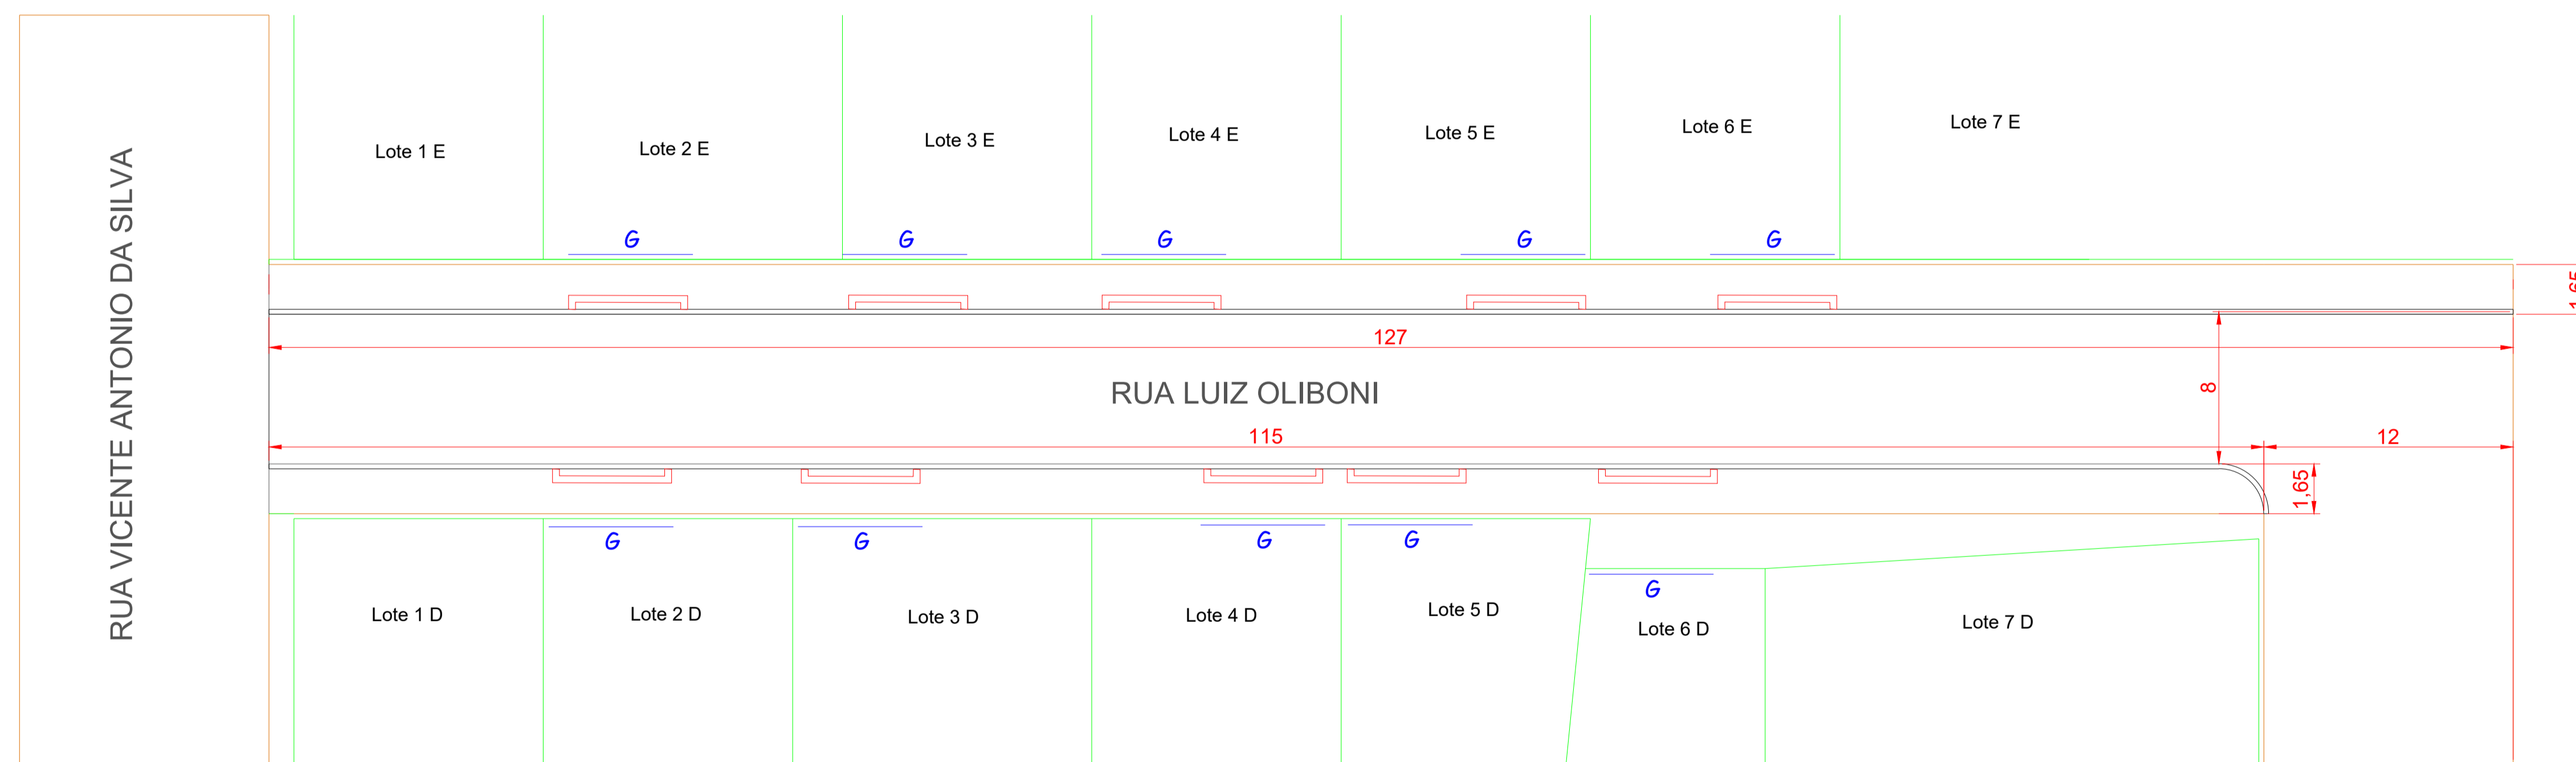 RUA VICENTE ANTONIO DA SILVA
Lote 1 E
Lote 2 E
Lote 3 E
Lote 4 E
Lote 5 E
Lote 6 E
Lote 7 E
G
G
G
G
G
1,65
127
8
RUA LUIZ OLIBONI
115
12
1,65
G
G
G
G
G
Lote 1 D
Lote 2 D
Lote 3 D
Lote 4 D
Lote 5 D
Lote 6 D
Lote 7 D